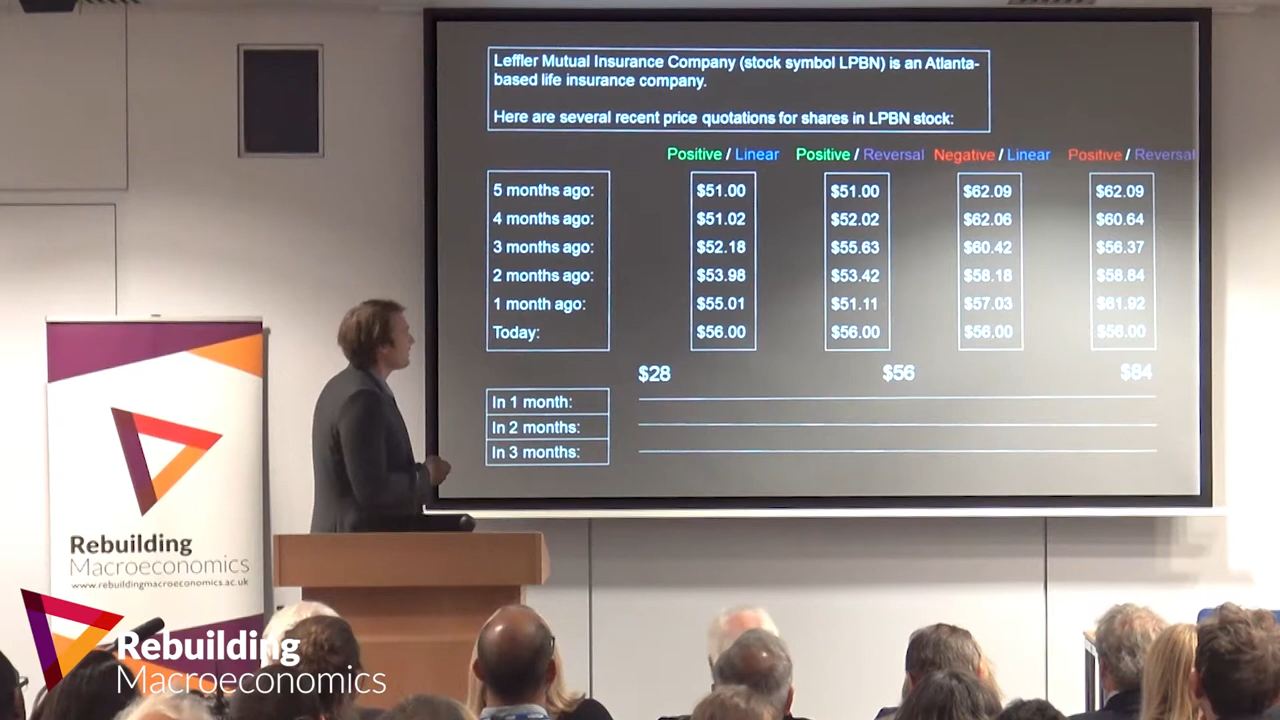 Leffler Mutual Insurance Company (stock symbol LPBN) is an Atlanta-
based life insurance company.
Here are several recent price quotations for shares in LPBN stock:
Positive / Linear Positive / Reversal Negative / Linear Positive / Reversal
5 months ago: $51.00 $51.00 $62.09 $62.09
4 months ago: $51.02 $52.02 $62.06 $60.64
3 months ago: $52.18 $55.63 $60.42 $56.37
2 months ago: $53.98 $53.42 $58.18 $58.84
1 month ago: $55.01 $51.11 $57.03 $61.92
Today: $56.00 $56.00 $56.00 $56.00
$28 $56 $84
In 1 month:
In 2 months:
In 3 months:
Rebuilding
Macroeconomics
www.rebuildingmacroeconomics.ac.uk
Rebuilding
Macroeconomics